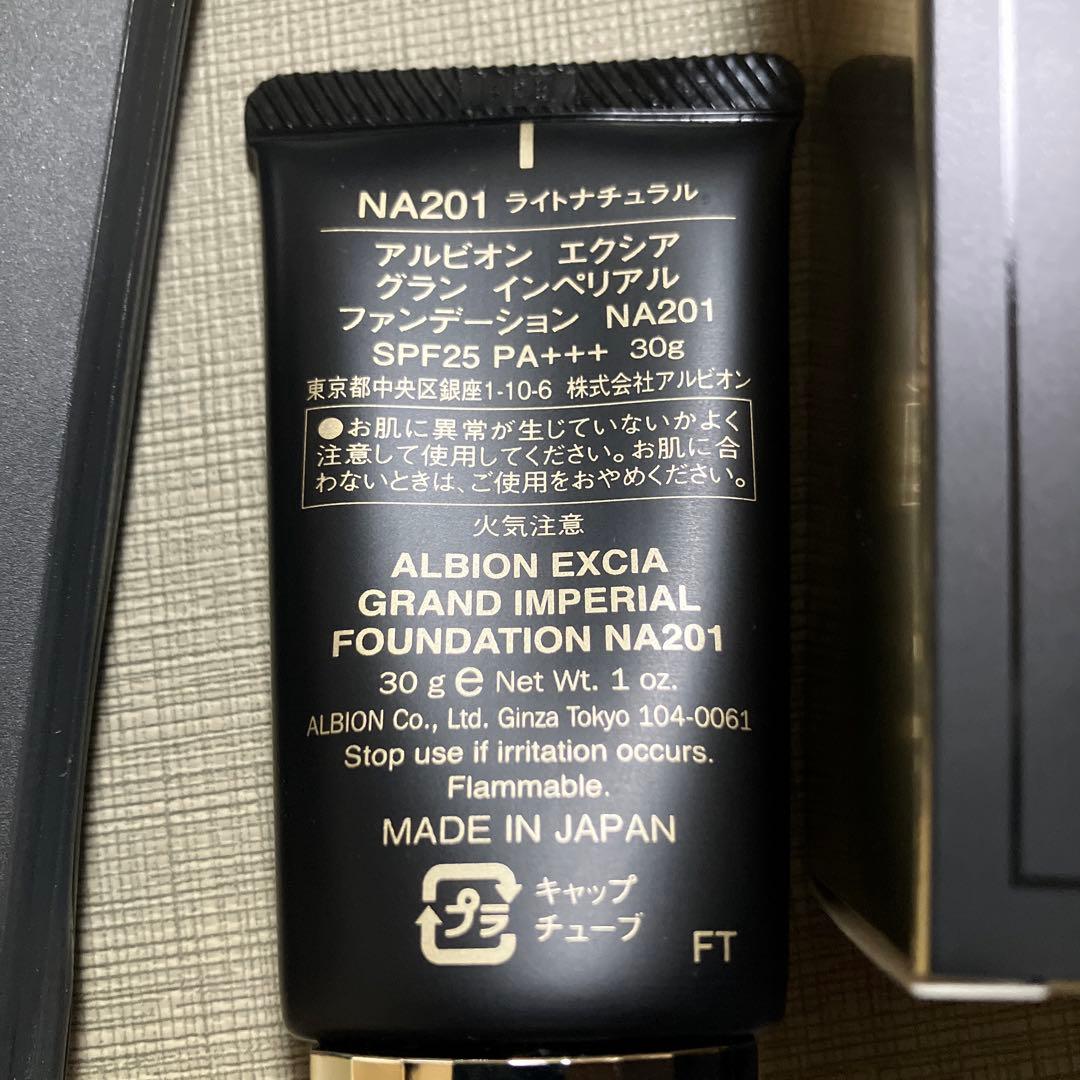 NA201 ライトナチュラル
アルビオン エクシア
グラン インペリアル
ファンデーション NA201
SPF25 PA+++ 30g
東京都中央区銀座1-10-6 株式会社アルビオン
●お肌に異常が生じていないかよく
注意して使用してください。お肌に合
わないときは、ご使用をおやめください。
火気注意
ALBION EXCIA
GRAND IMPERIAL
FOUNDATION NA201
30 g e Net Wt. 1 oz.
ALBION Co., Ltd. Ginza Tokyo 104-0061
Stop use if irritation occurs.
Flammable.
MADE IN JAPAN
プラ キャップ
チューブ
FT